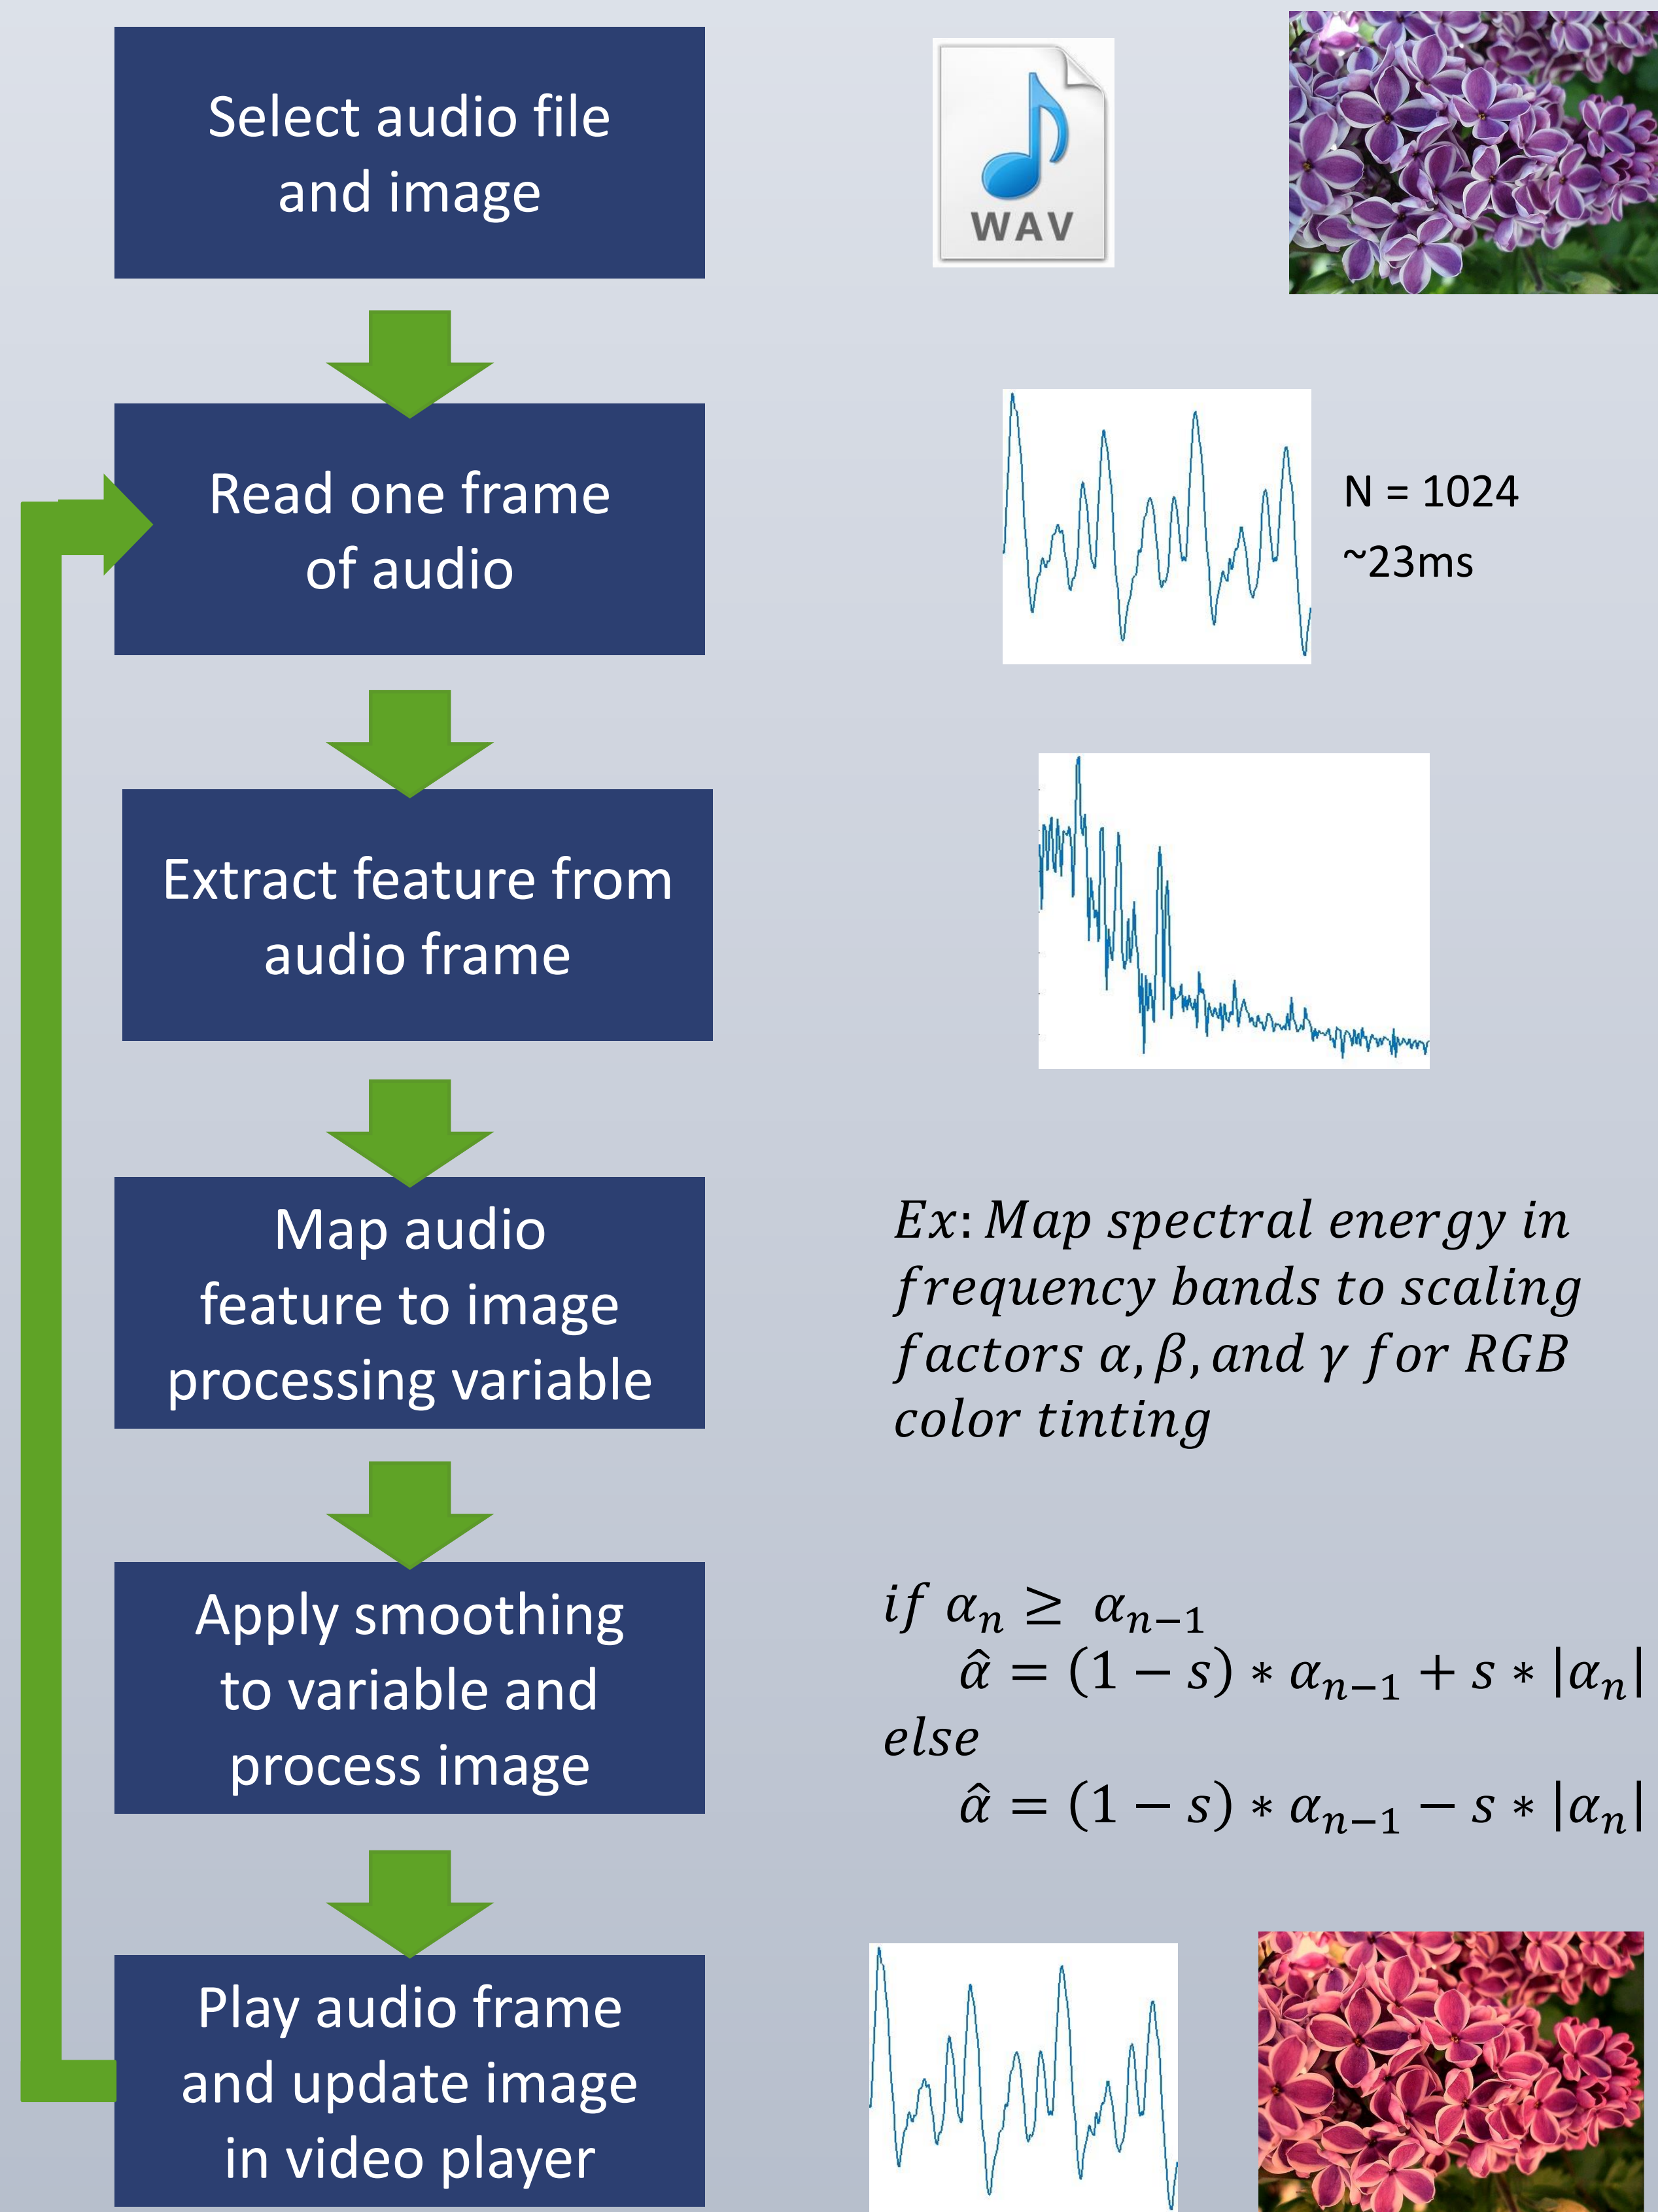 Select audio file
and image
WAV
Read one frame
of audio
N = 1024
~23ms
Extract feature from
audio frame
Map audio
feature to image
processing variable
Ex: Map spectral energy in
frequency bands to scaling
factors α, β, and γ for RGB
color tinting
Apply smoothing
to variable and
process image
if αₙ ≥ αₙ₋₁
α̂ = (1 − s) ∗ αₙ₋₁ + s ∗ |αₙ|
else
α̂ = (1 − s) ∗ αₙ₋₁ − s ∗ |αₙ|
Play audio frame
and update image
in video player